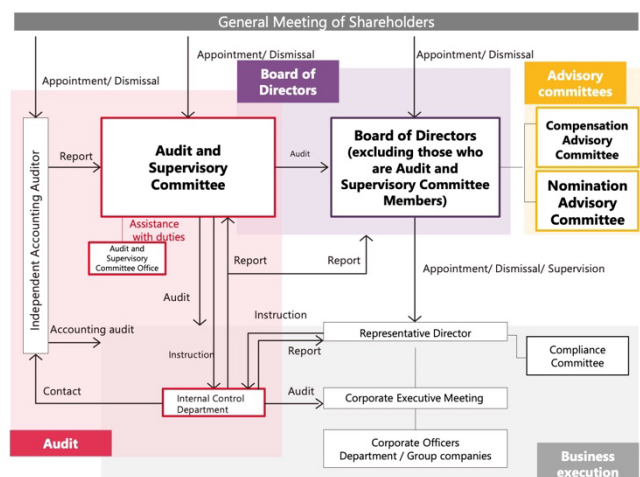 General Meeting of Shareholders
Appointment/ Dismissal
Appointment/ Dismissal
Appointment/ Dismissal
Board of
Directors
Advisory
committees
Independent Accounting Auditor
Report
Audit and
Supervisory
Committee
Audit
Board of Directors
(excluding those who
are Audit and
Supervisory Committee
Members)
Compensation
Advisory
Committee
Nomination
Advisory
Committee
Assistance
with duties
Audit and
Supervisory
Committee Office
Report
Report
Appointment/ Dismissal/ Supervision
Audit
Accounting audit
Instruction
Instruction
Report
Representative Director
Compliance
Committee
Contact
Internal Control
Department
Audit
Corporate Executive Meeting
Corporate Officers
Department / Group companies
Audit
Business
execution